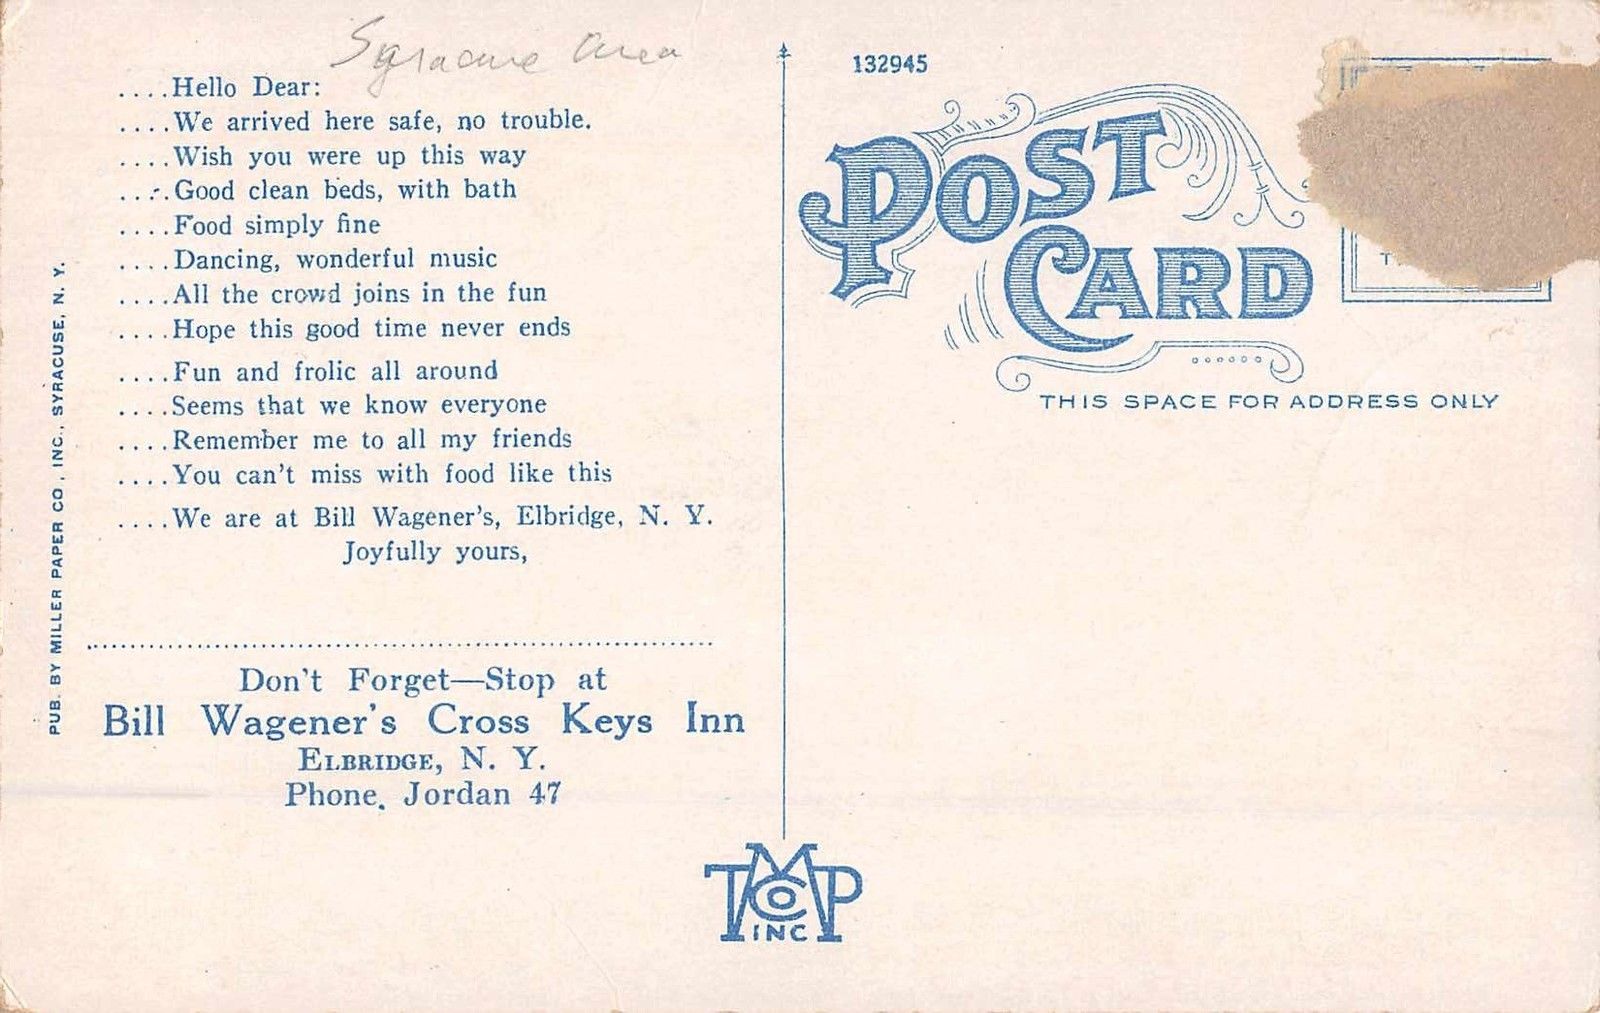 Syracuse Area
....Hello Dear:
....We arrived here safe, no trouble.
....Wish you were up this way
....Good clean beds, with bath
....Food simply fine
....Dancing, wonderful music
....All the crowd joins in the fun
....Hope this good time never ends
....Fun and frolic all around
....Seems that we know everyone
....Remember me to all my friends
....You can't miss with food like this
....We are at Bill Wagener's, Elbridge, N. Y.
Joyfully yours,
Don't Forget—Stop at
Bill Wagener's Cross Keys Inn
ELBRIDGE, N. Y.
Phone, Jordan 47
PUB. BY MILLER PAPER CO., INC., SYRACUSE, N. Y.
132945
POST
CARD
THIS SPACE FOR ADDRESS ONLY
TMP
CO
INC